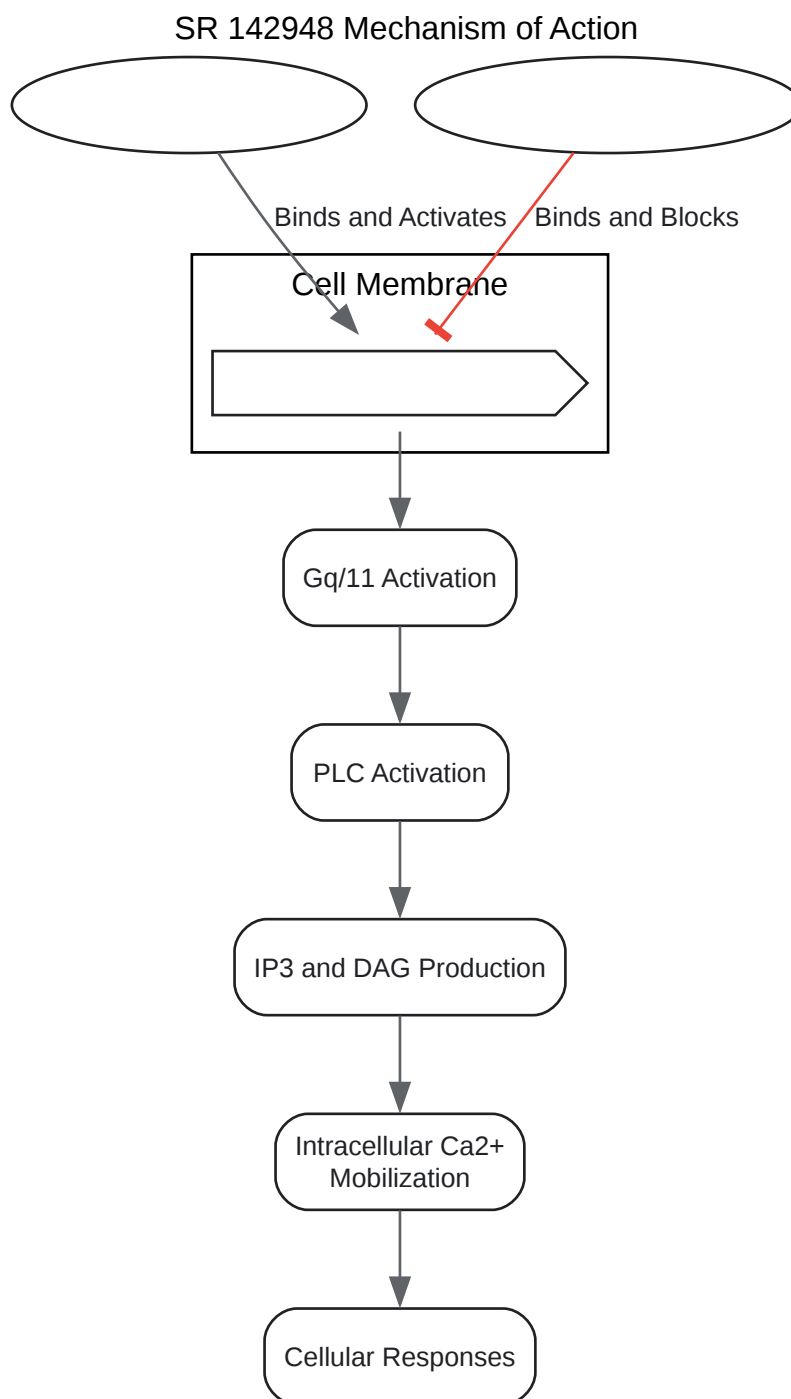 SR 142948 Mechanism of Action
Binds and Activates
Binds and Blocks
Cell Membrane
Gq/11 Activation
PLC Activation
IP3 and DAG Production
Intracellular Ca2+
Mobilization
Cellular Responses